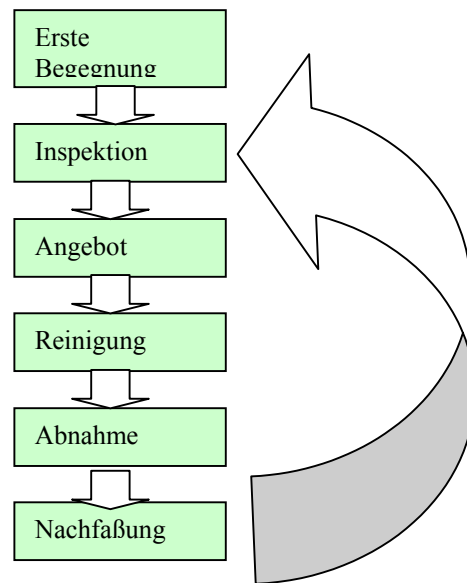 Erste
Begegnung
Inspektion
Angebot
Reinigung
Abnahme
Nachfaßung